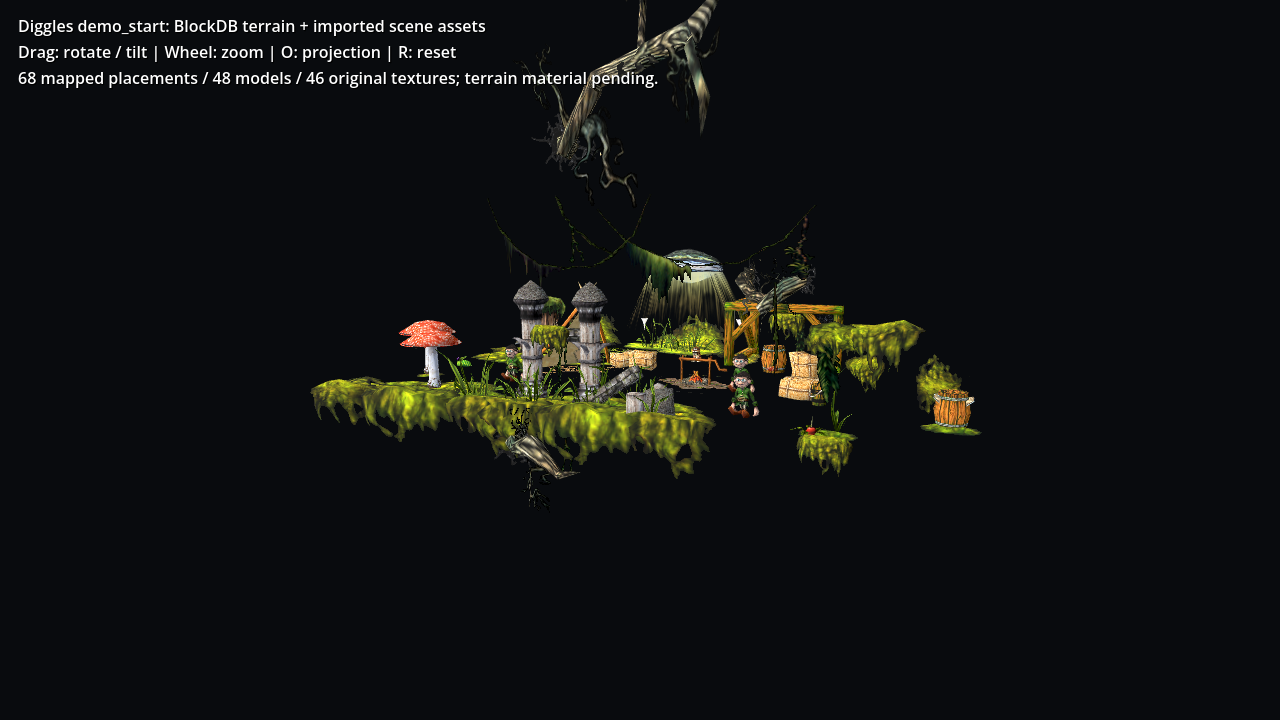 Diggles demo_start: BlockDB terrain + imported scene assets
Drag: rotate / tilt | Wheel: zoom | O: projection | R: reset
68 mapped placements / 48 models / 46 original textures; terrain material pending.